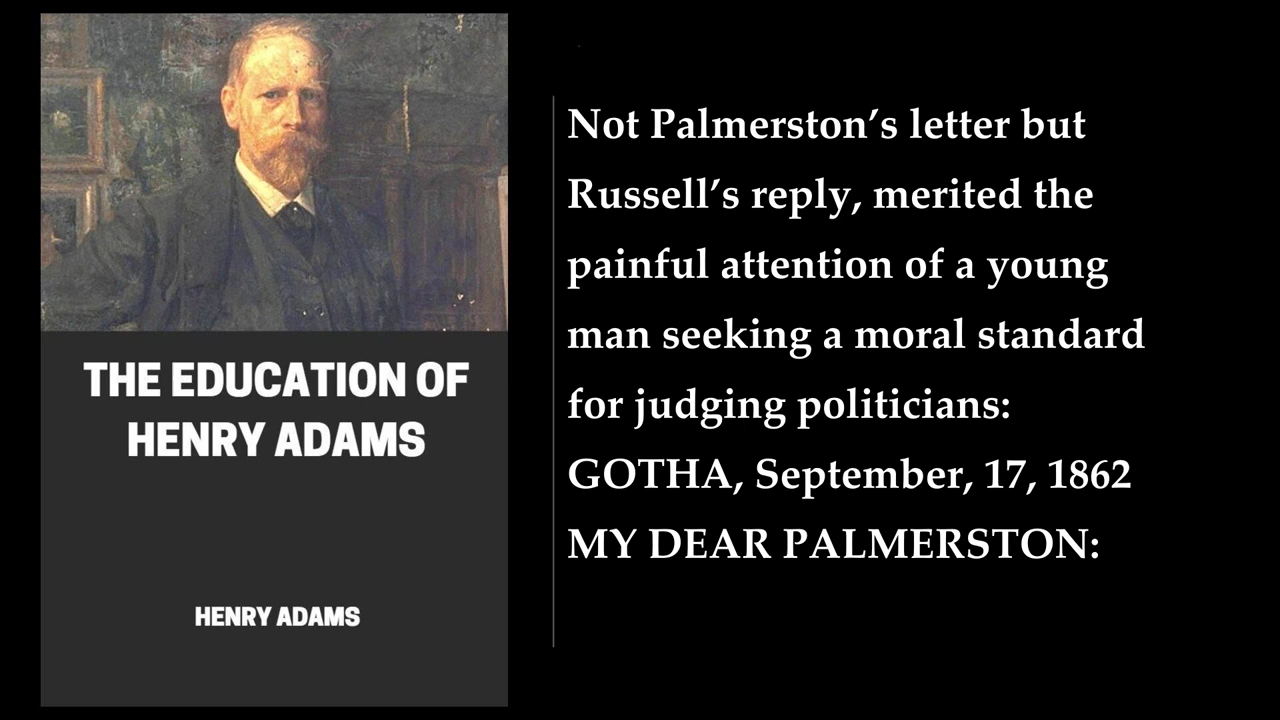 THE EDUCATION OF
HENRY ADAMS
HENRY ADAMS
Not Palmerston’s letter but
Russell’s reply, merited the
painful attention of a young
man seeking a moral standard
for judging politicians:
GOTHA, September, 17, 1862
MY DEAR PALMERSTON: